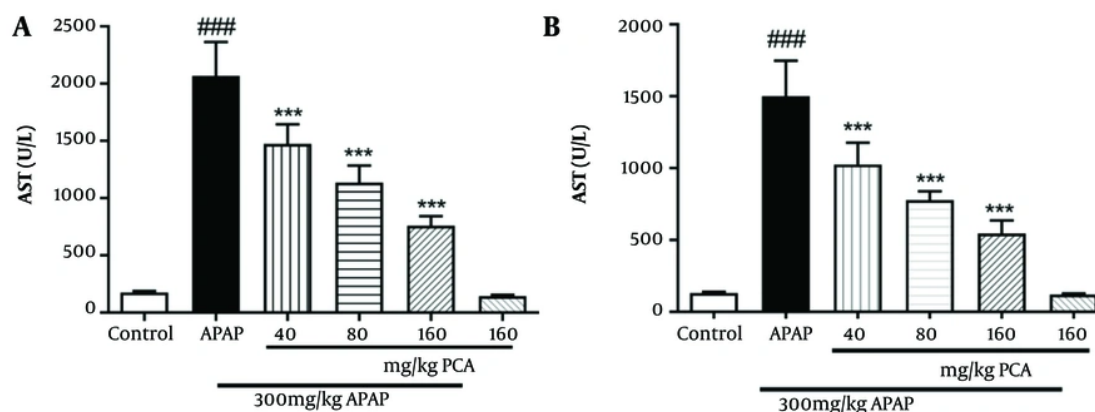 A
AST (U/L)
2500
2000
1500
1000
500
0
###
***
***
***
Control APAP 40 80 160 160
mg/kg PCA
300mg/kg APAP
B
AST (U/L)
2000
1500
1000
500
0
###
***
***
***
Control APAP 40 80 160 160
mg/kg PCA
300mg/kg APAP